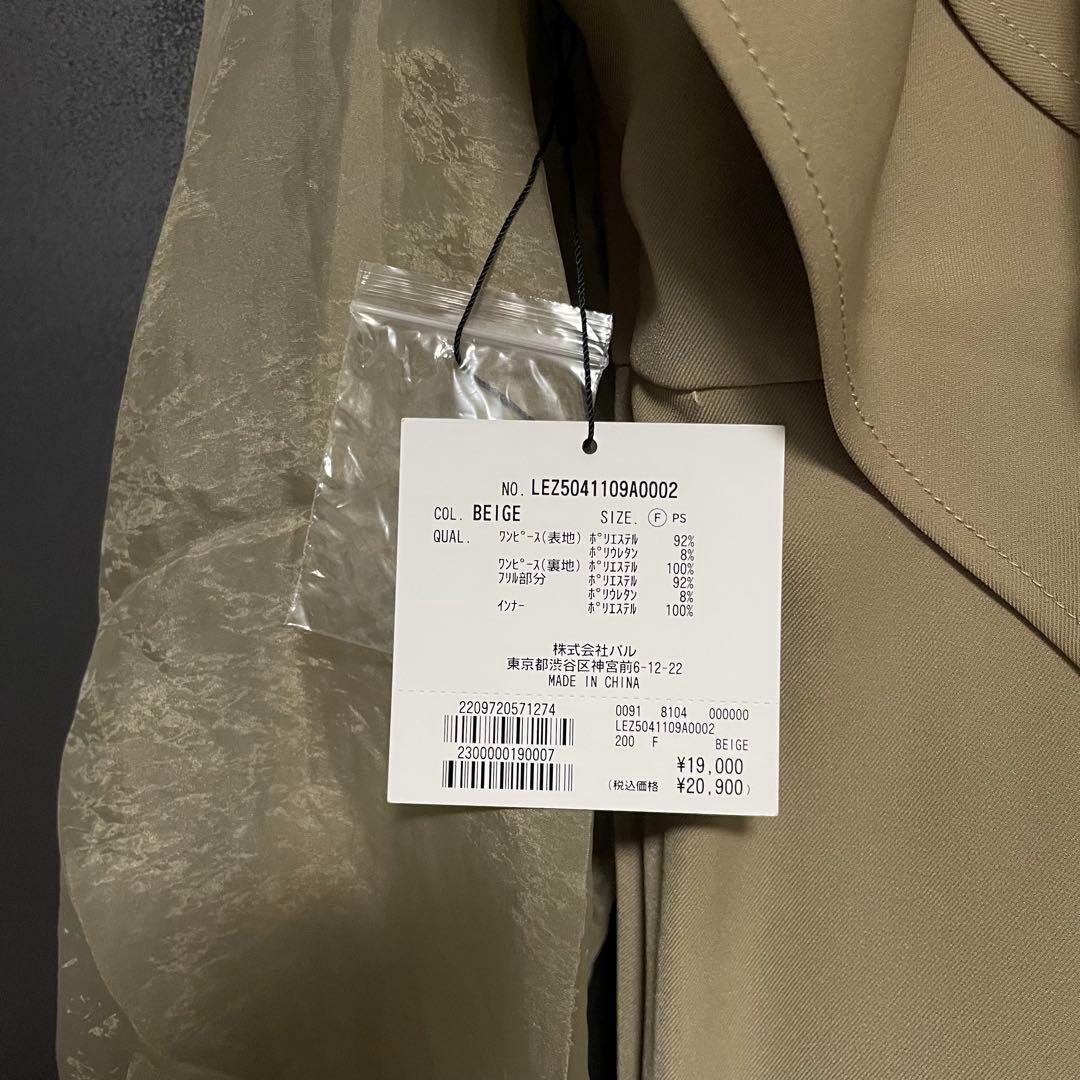 NO. LEZ5041109A0002
COL. BEIGE SIZE. Ⓕ PS
QUAL. ﾜﾝﾋﾟｰｽ(表地) ﾎﾟﾘｴｽﾃﾙ 92%
ﾎﾟﾘｳﾚﾀﾝ 8%
ﾜﾝﾋﾟｰｽ(裏地) ﾎﾟﾘｴｽﾃﾙ 100%
ﾌﾘﾙ部分 ﾎﾟﾘｴｽﾃﾙ 92%
ﾎﾟﾘｳﾚﾀﾝ 8%
ｲﾝﾅｰ ﾎﾟﾘｴｽﾃﾙ 100%
株式会社パル
東京都渋谷区神宮前6-12-22
MADE IN CHINA
2209720571274
2300000190007
0091 8104 000000
LEZ5041109A0002
200 F BEIGE
¥19,000
(税込価格 ¥20,900)